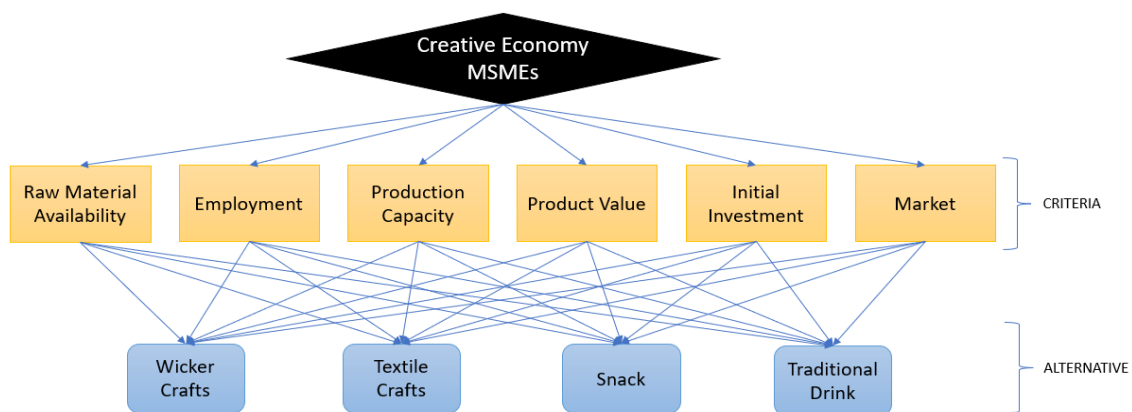 Creative Economy
MSMEs
Raw Material
Availability
Employment
Production
Capacity
Product Value
Initial
Investment
Market
CRITERIA
Wicker
Crafts
Textile
Crafts
Snack
Traditional
Drink
ALTERNATIVE